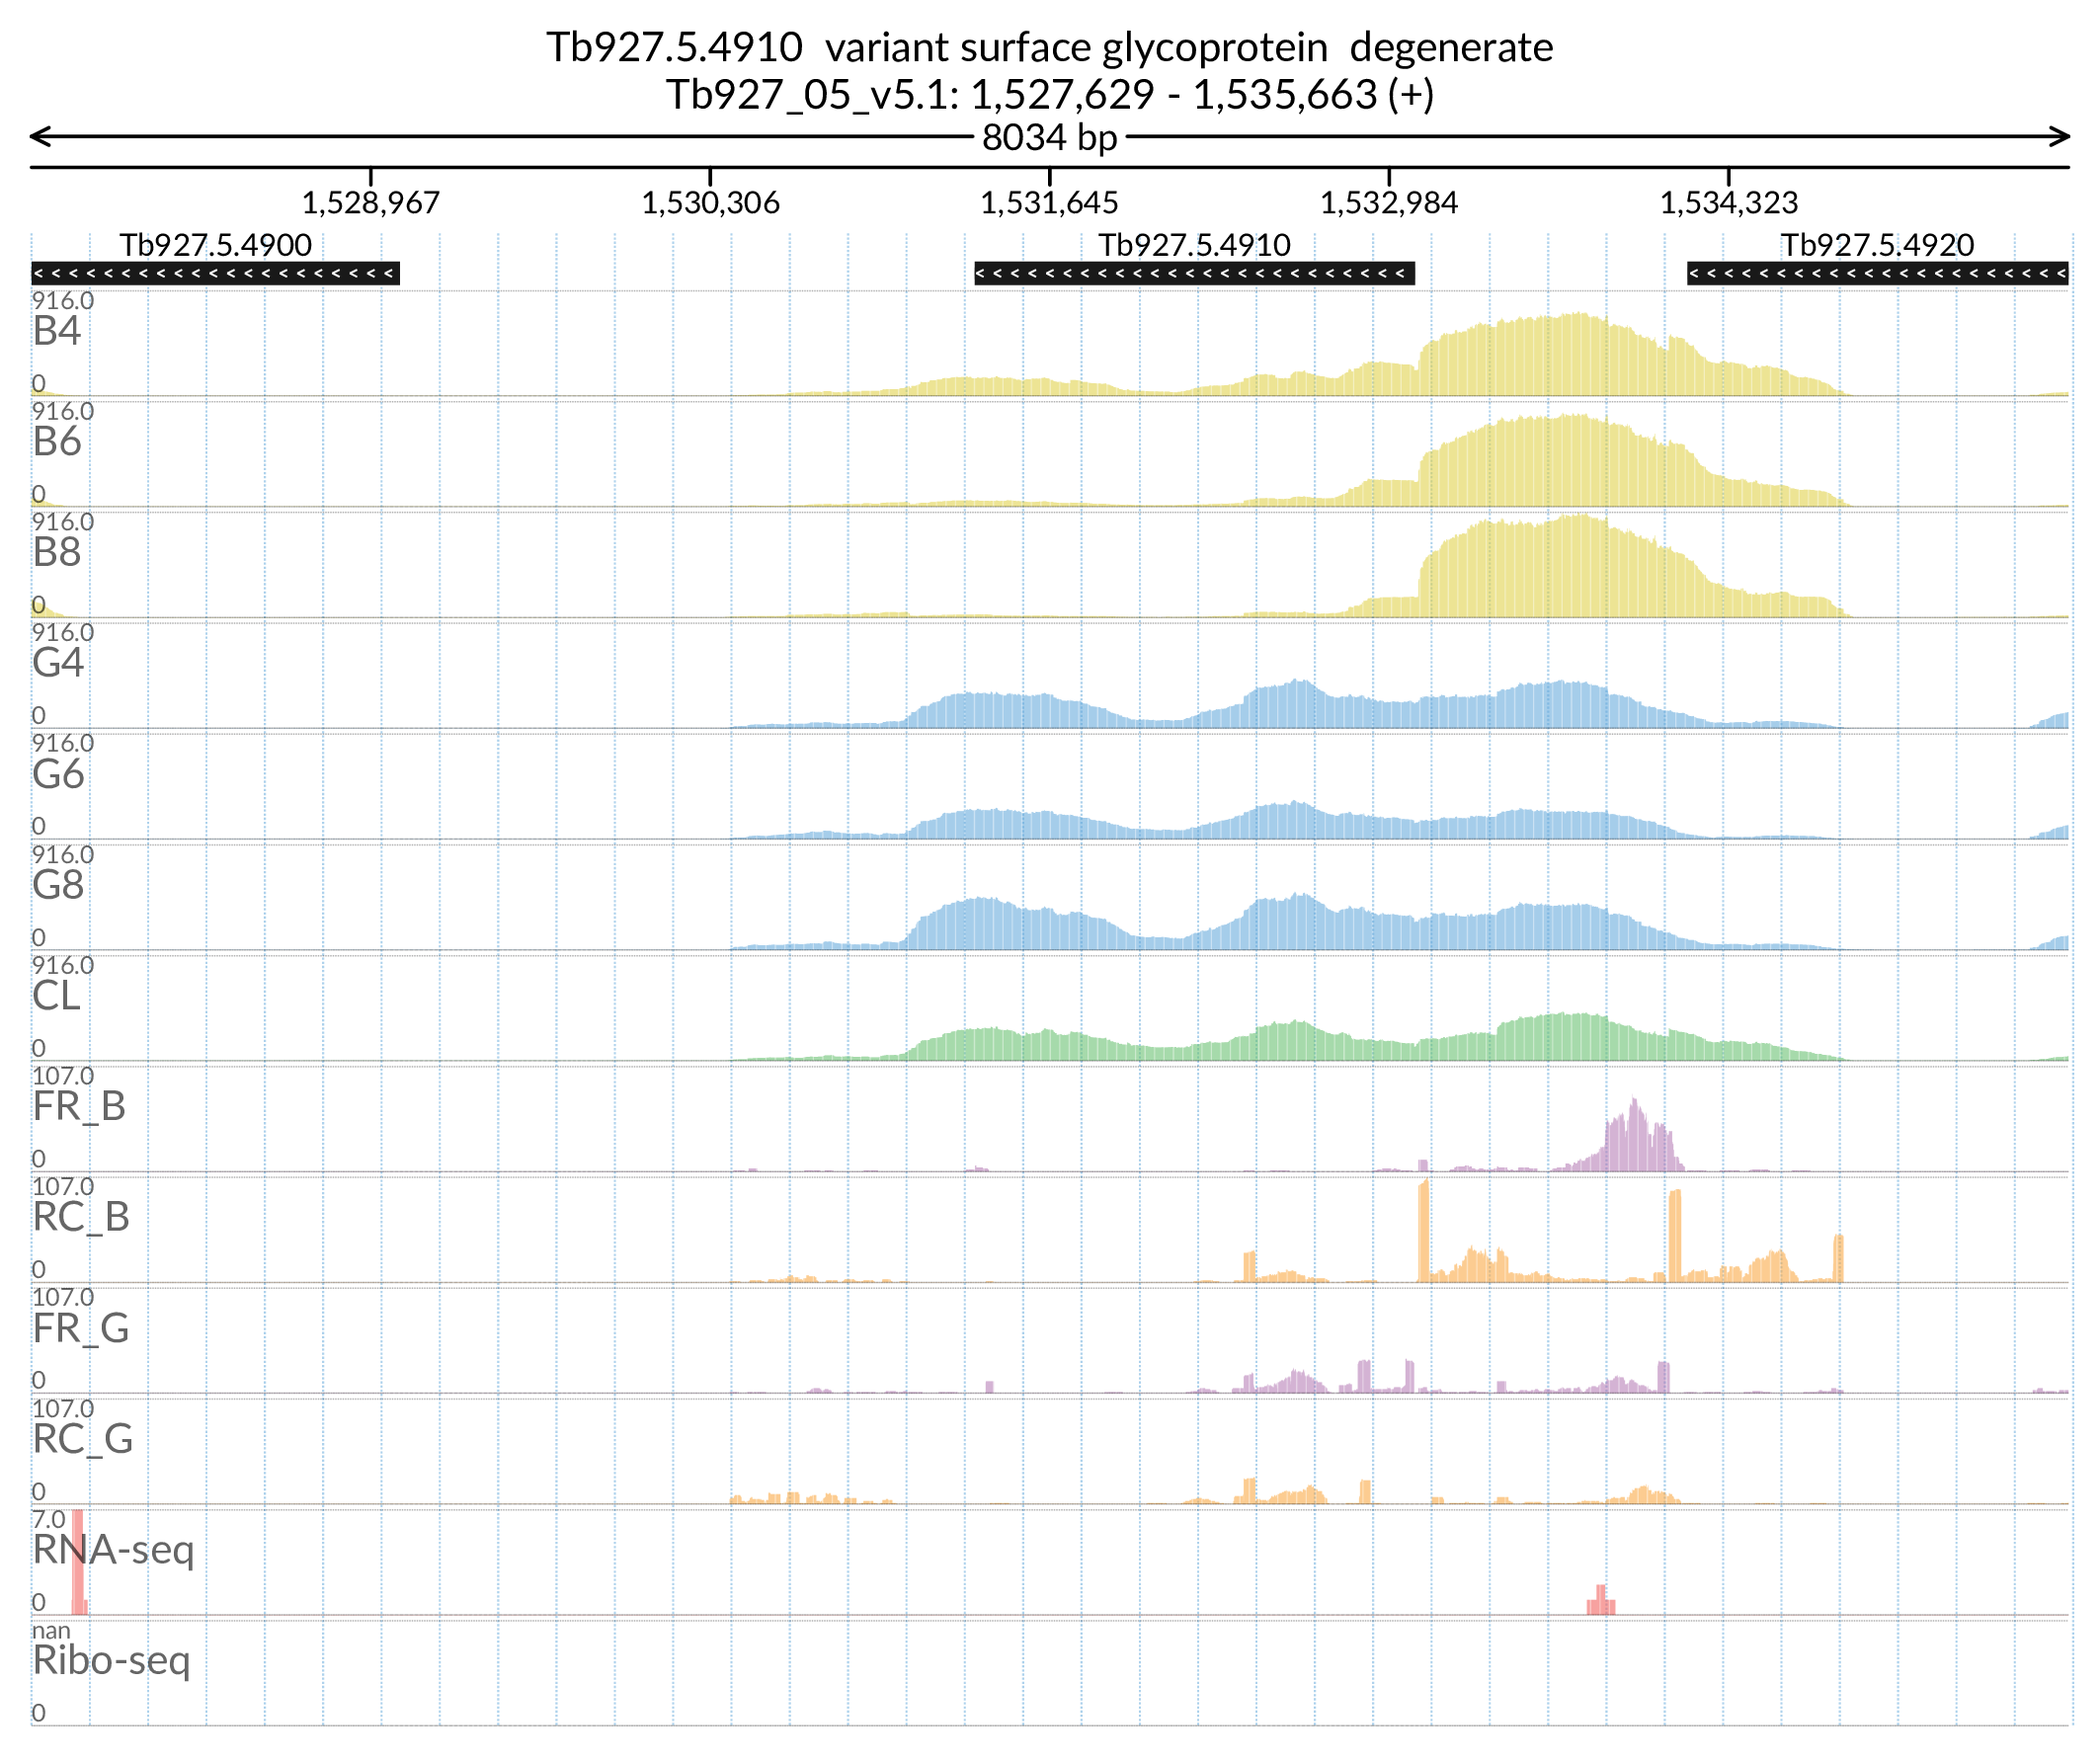 Tb927.5.4910  variant surface glycoprotein  degenerate
Tb927_05_v5.1: 1,527,629 - 1,535,663 (+)
8034 bp
1,528,967 1,530,306 1,531,645 1,532,984 1,534,323
Tb927.5.4900 Tb927.5.4910 Tb927.5.4920
916.0
B4
0
916.0
B6
0
916.0
B8
0
916.0
G4
0
916.0
G6
0
916.0
G8
0
916.0
CL
0
107.0
FR_B
0
107.0
RC_B
0
107.0
FR_G
0
107.0
RC_G
0
7.0
RNA-seq
0
nan
Ribo-seq
0